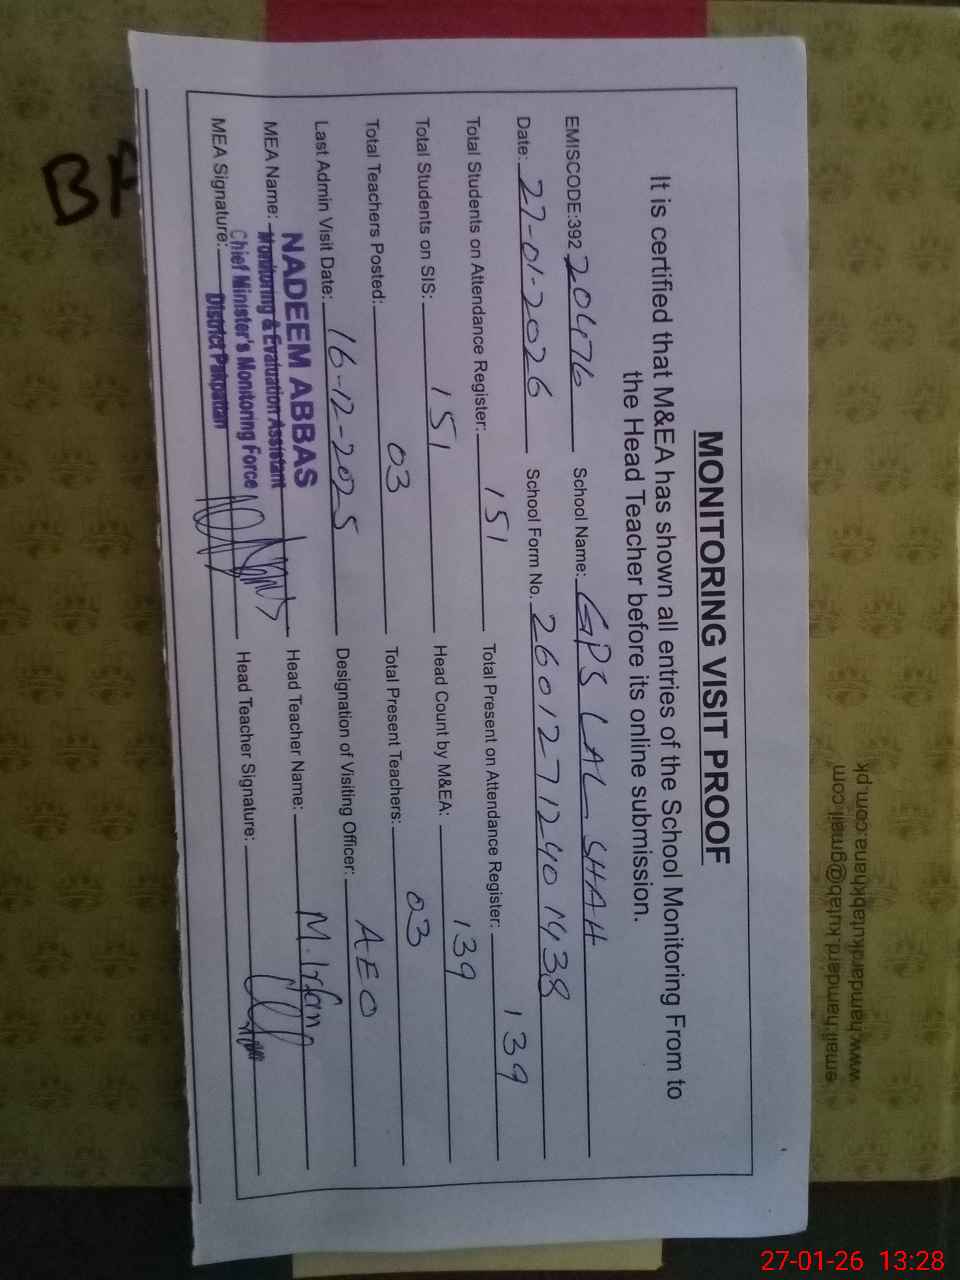 MONITORING VISIT PROOF
It is certified that M&EA has shown all entries of the School Monitoring From to
the Head Teacher before its online submission.
EMISCODE:392 20476 School Name: GPS LAL SHAH
Date: 27-01-2026 School Form No. 26012712401438
Total Students on Attendance Register: 151 Total Present on Attendance Register: 139
Total Students on SIS: 151 Head Count by M&EA: 139
Total Teachers Posted: 03 Total Present Teachers: 03
Last Admin Visit Date: 16-12-2025 Designation of Visiting Officer: AEO
MEA Name: NADEEM ABBAS Head Teacher Name: M. Irfan
Monitoring & Evaluation Assistant
Chief Minister's Monitoring Force
District Pakpattan
MEA Signature: Head Teacher Signature:
www.hamdardkutabkhana.com.pk
email:hamdard.kutab@gmail.com
27-01-26 13:28